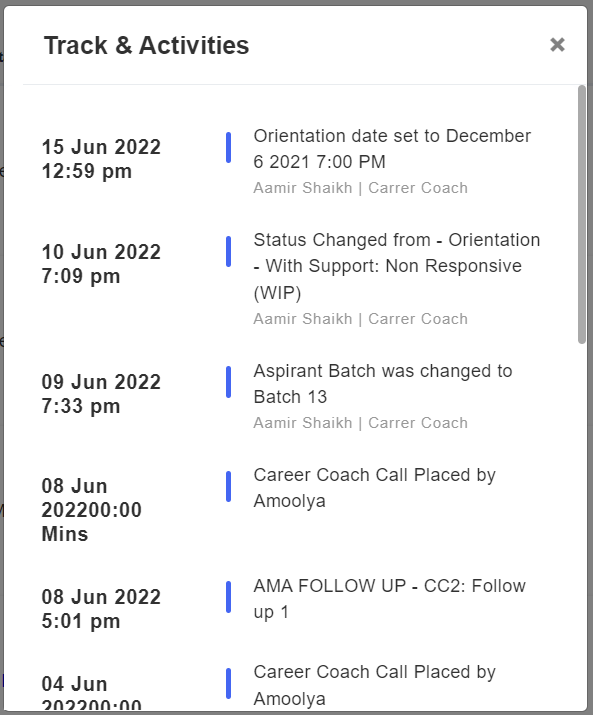 Track & Activities
×
15 Jun 2022
12:59 pm
Orientation date set to December
6 2021 7:00 PM
Aamir Shaikh | Carrer Coach
10 Jun 2022
7:09 pm
Status Changed from - Orientation
- With Support: Non Responsive
(WIP)
Aamir Shaikh | Carrer Coach
09 Jun 2022
7:33 pm
Aspirant Batch was changed to
Batch 13
Aamir Shaikh | Carrer Coach
08 Jun
202200:00
Mins
Career Coach Call Placed by
Amoolya
08 Jun 2022
5:01 pm
AMA FOLLOW UP - CC2: Follow
up 1
04 Jun
202200:00
Career Coach Call Placed by
Amoolya